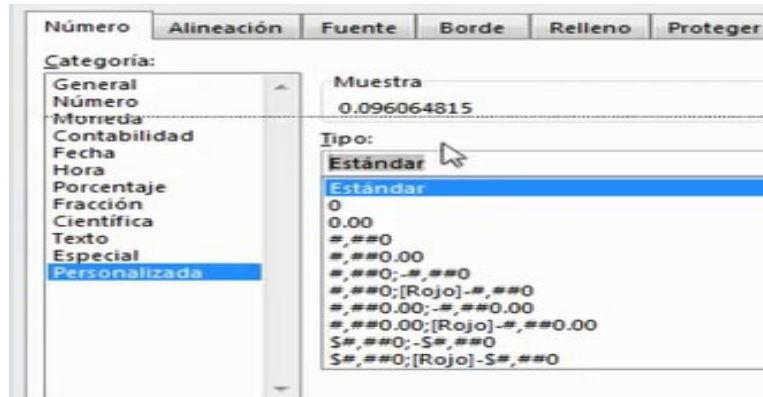 Número Alineación Fuente Borde Relleno Proteger
Categoría:
General
Número
Moneda
Contabilidad
Fecha
Hora
Porcentaje
Fracción
Científica
Texto
Especial
Personalizada
Muestra
0.096064815
Tipo:
Estándar
Estándar
0
0.00
#,##0
#,##0.00
#,##0;-#,##0
#,##0;[Rojo]-#,##0
#,##0.00;-#,##0.00
#,##0.00;[Rojo]-#,##0.00
$#,##0;-$#,##0
$#,##0;[Rojo]-$#,##0